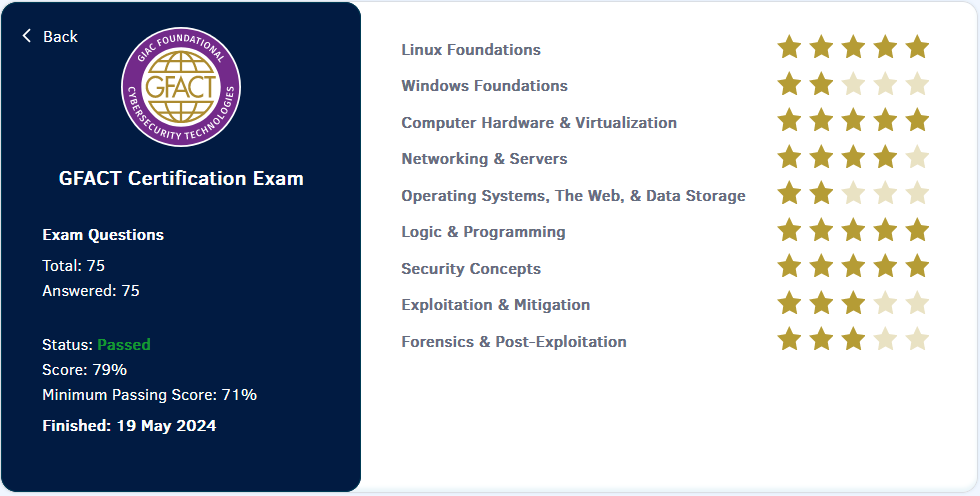 Back
GIAC FOUNDATIONAL
GFACT
CYBERSECURITY TECHNOLOGIES
GFACT Certification Exam
Exam Questions
Total: 75
Answered: 75
Status: Passed
Score: 79%
Minimum Passing Score: 71%
Finished: 19 May 2024
Linux Foundations
Windows Foundations
Computer Hardware & Virtualization
Networking & Servers
Operating Systems, The Web, & Data Storage
Logic & Programming
Security Concepts
Exploitation & Mitigation
Forensics & Post-Exploitation